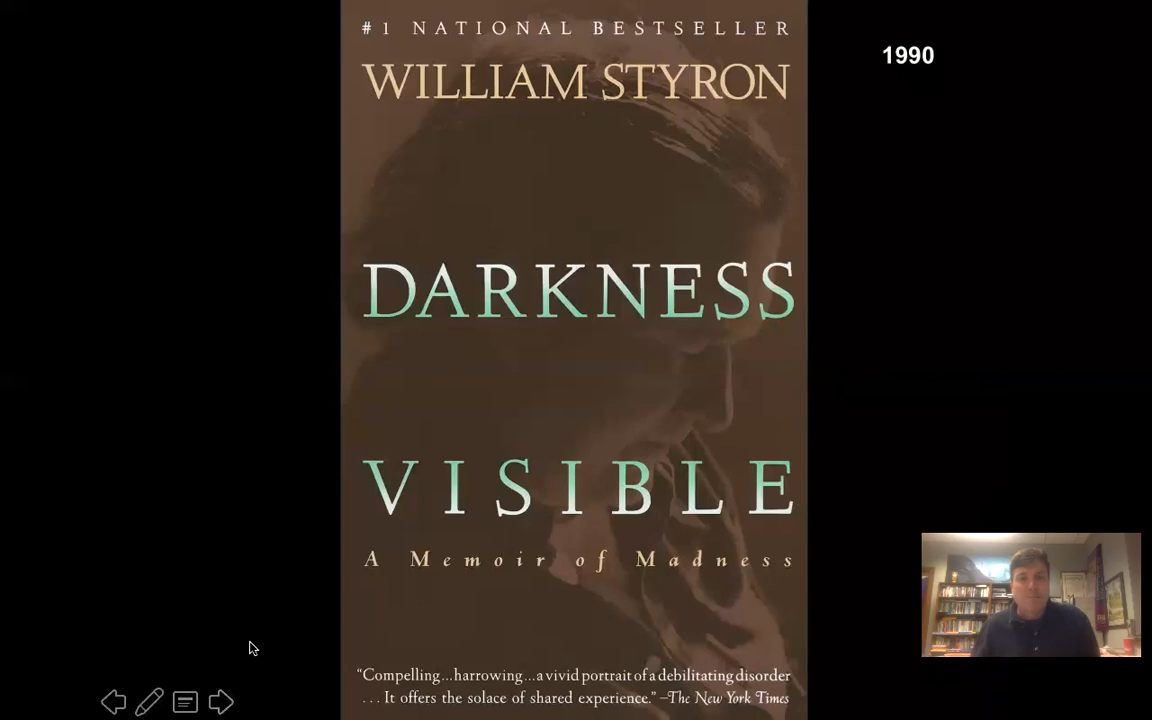 #1 NATIONAL BESTSELLER
1990
WILLIAM STYRON
DARKNESS
VISIBLE
A Memoir of Madness
“Compelling...harrowing...a vivid portrait of a debilitating disorder
...It offers the solace of shared experience.” –The New York Times